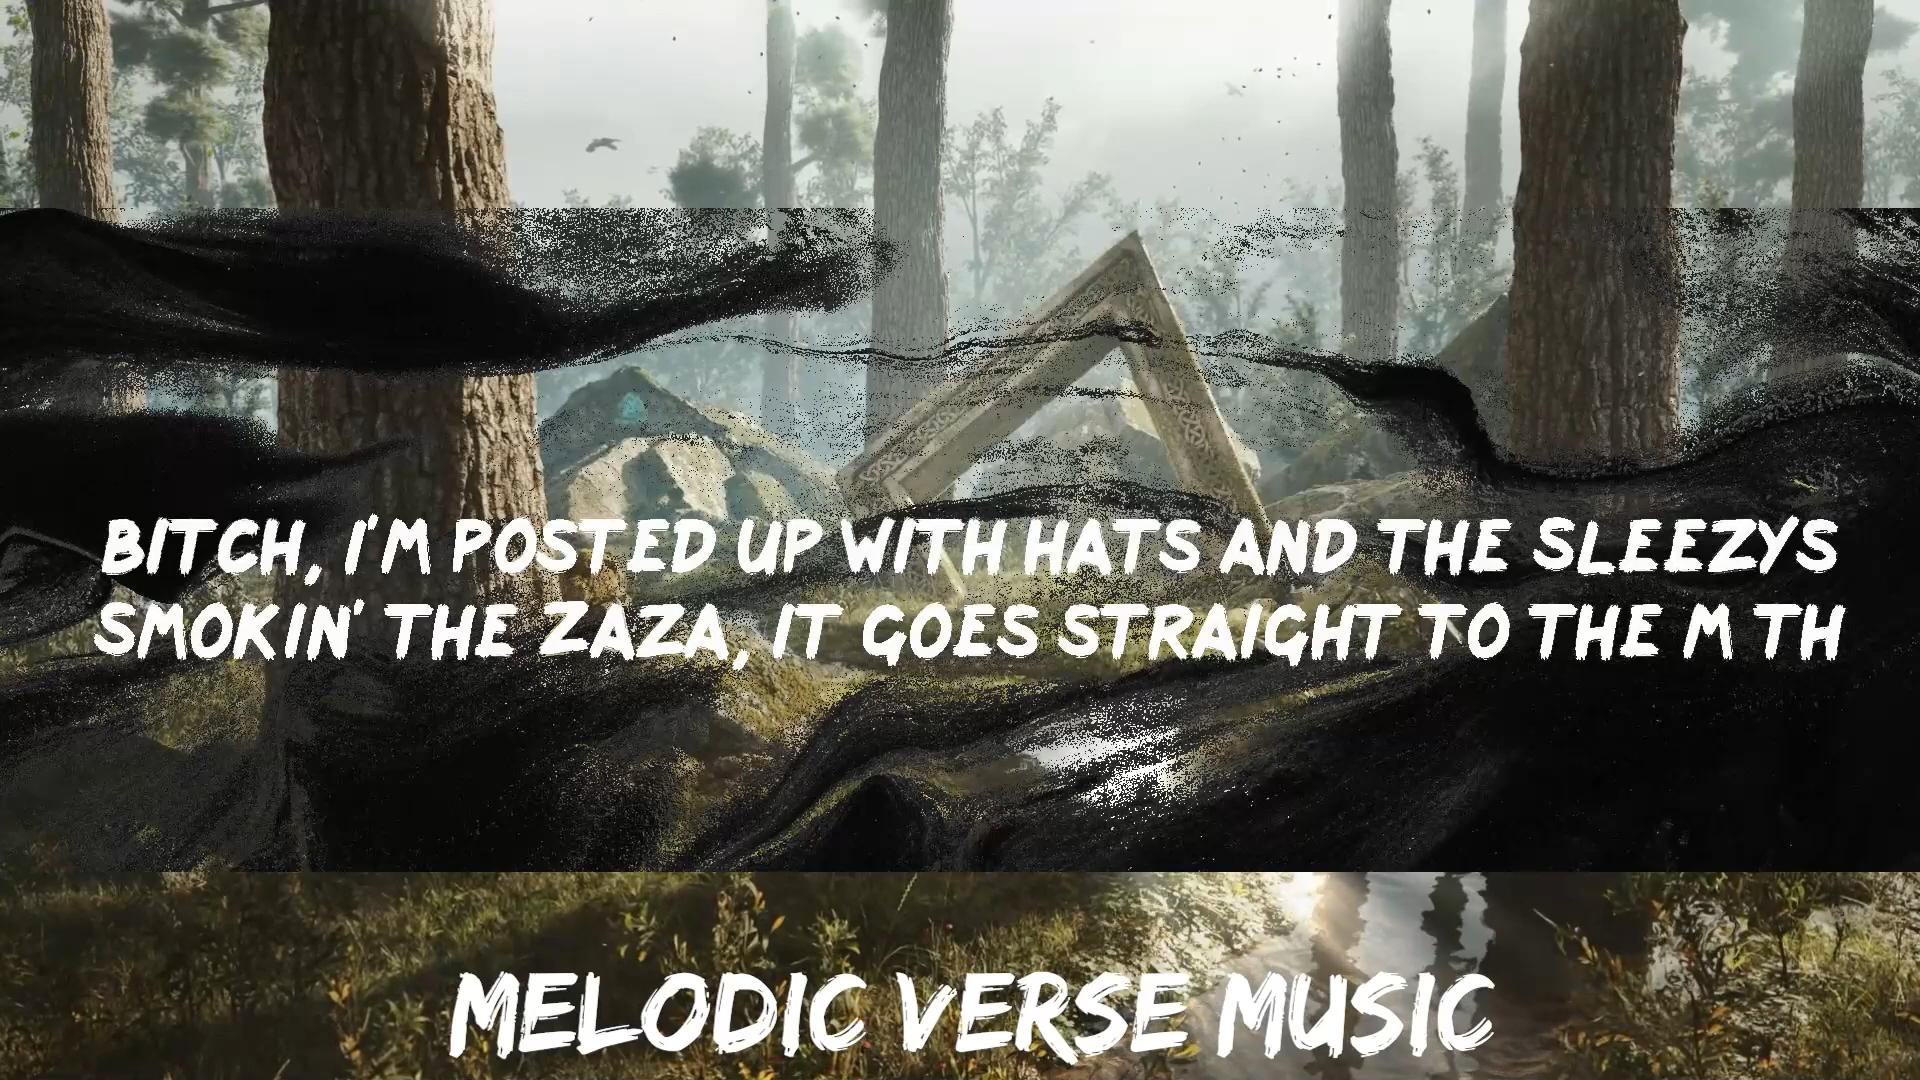 BITCH, I'M POSTED UP WITH HATS AND THE SLEEZYS
SMOKIN' THE ZAZA, IT GOES STRAIGHT TO THE M TH
MELODIC VERSE MUSIC